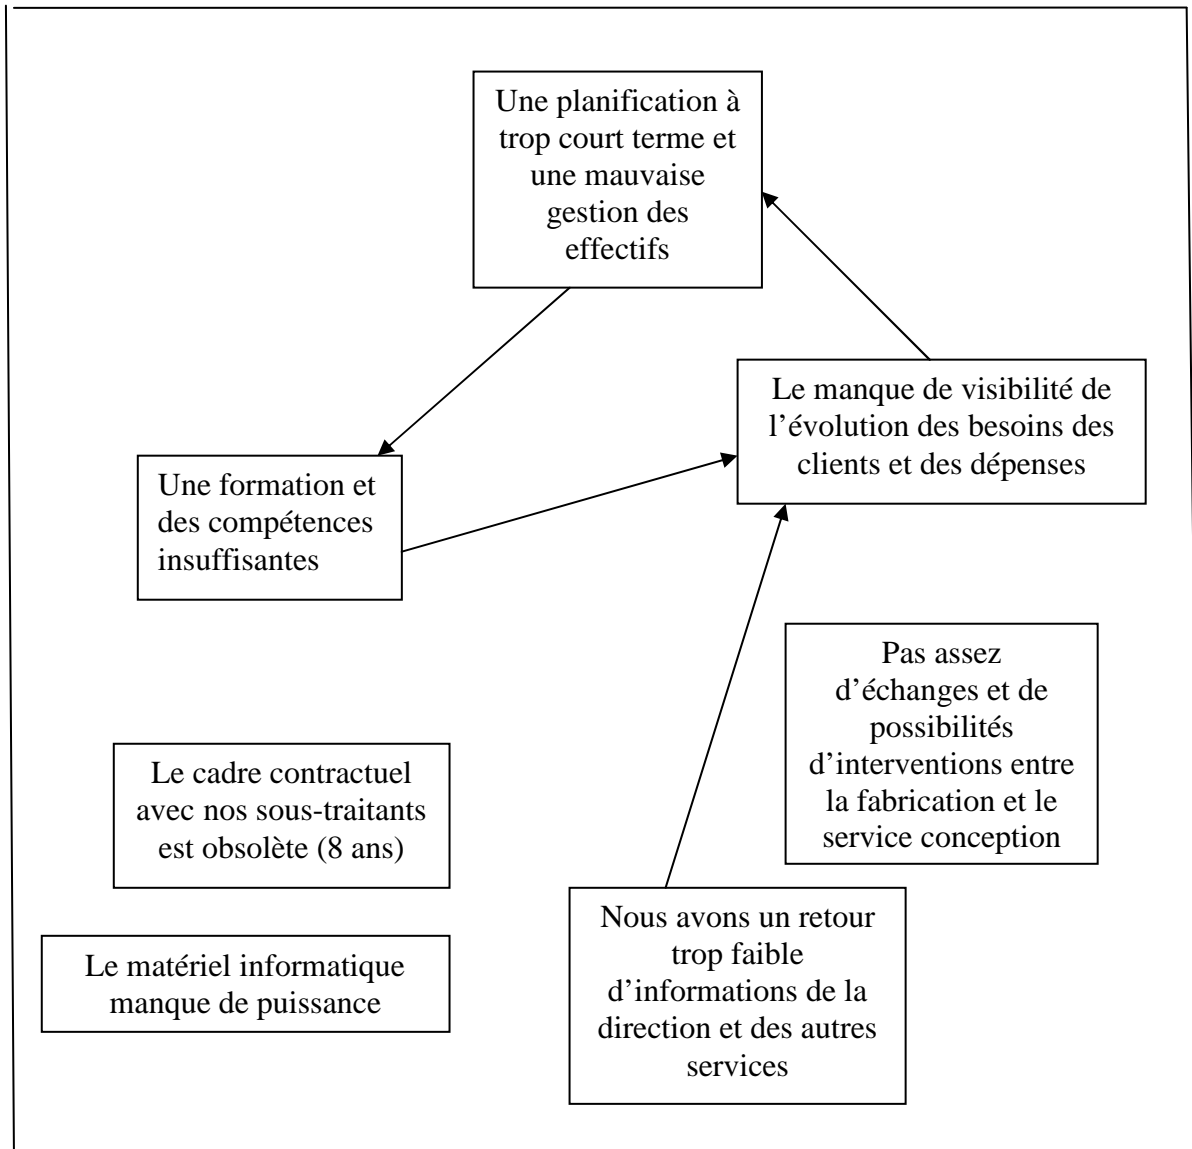 Une planification à
trop court terme et
une mauvaise
gestion des
effectifs
Le manque de visibilité de
l’évolution des besoins des
clients et des dépenses
Une formation et
des compétences
insuffisantes
Pas assez
d’échanges et de
possibilités
d’interventions entre
la fabrication et le
service conception
Le cadre contractuel
avec nos sous-traitants
est obsolète (8 ans)
Nous avons un retour
trop faible
d’informations de la
direction et des autres
services
Le matériel informatique
manque de puissance